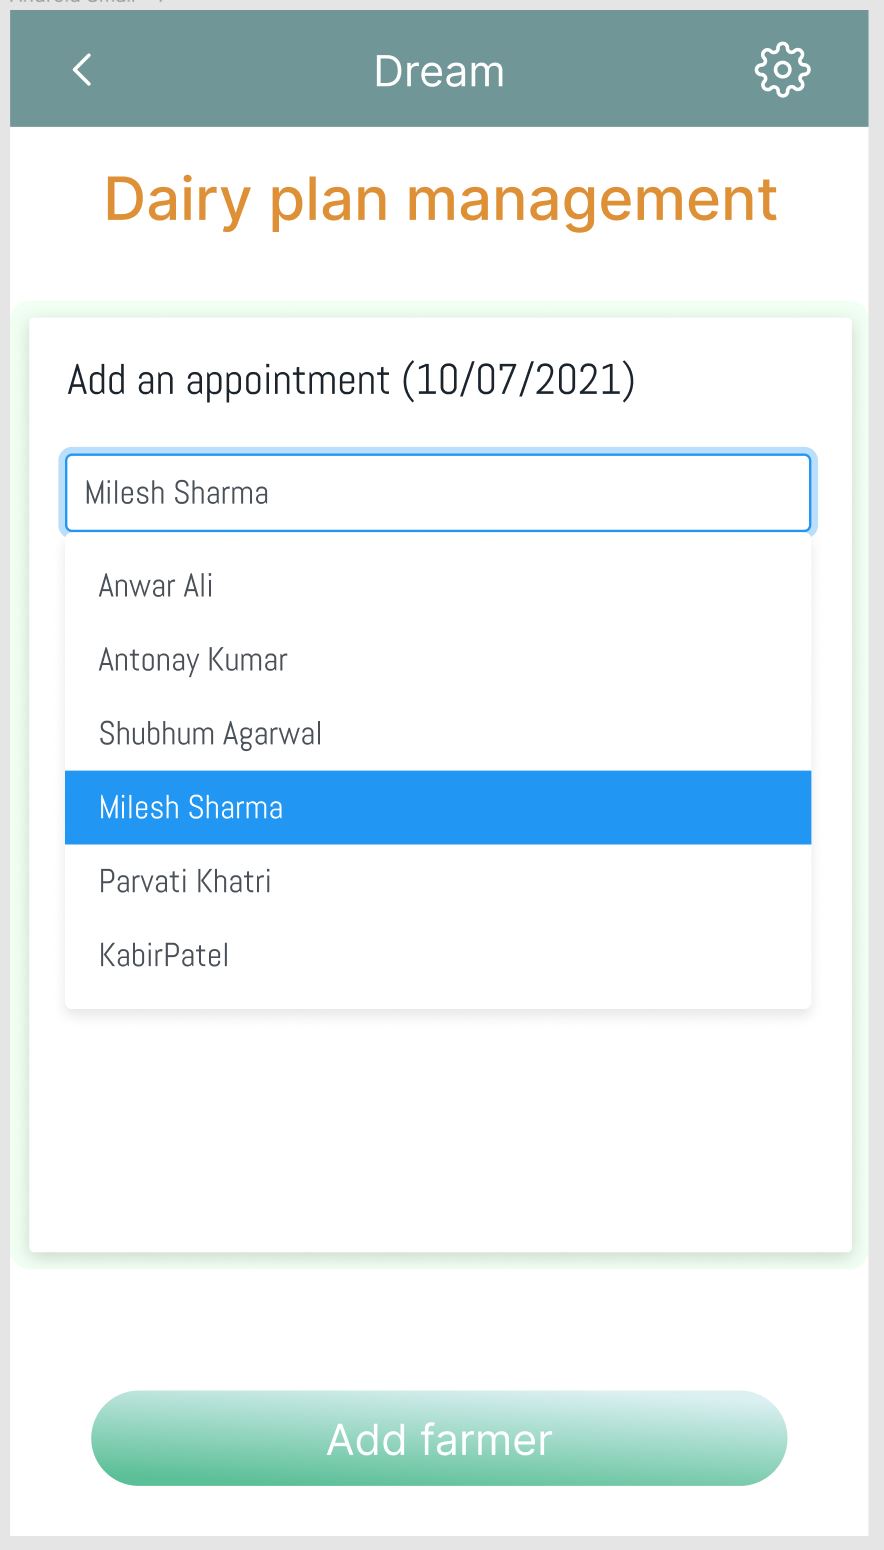 Dream
Dairy plan management
Add an appointment (10/07/2021)
Milesh Sharma
Anwar Ali
Antonay Kumar
Shubhum Agarwal
Milesh Sharma
Parvati Khatri
KabirPatel
Add farmer